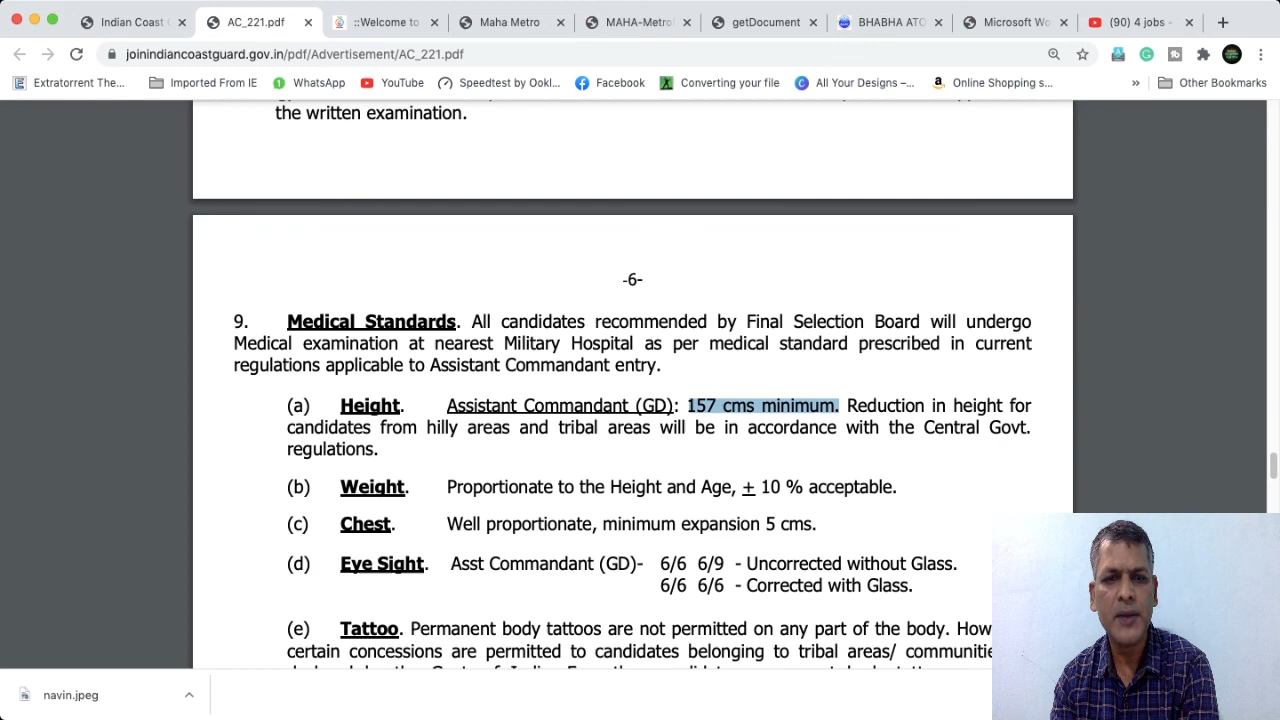 Indian Coast G
AC_221.pdf
::Welcome to
Maha Metro
MAHA-Metro
getDocument
BHABHA ATO
Microsoft Wo
(90) 4 jobs -
joinindiancoastguard.gov.in/pdf/Advertisement/AC_221.pdf
Extratorrent The... Imported From IE WhatsApp YouTube Speedtest by Ookl... Facebook Converting your file All Your Designs –... Online Shopping s... » Other Bookmarks
the written examination.
-6-
9. Medical Standards. All candidates recommended by Final Selection Board will undergo
Medical examination at nearest Military Hospital as per medical standard prescribed in current
regulations applicable to Assistant Commandant entry.
(a) Height. Assistant Commandant (GD): 157 cms minimum. Reduction in height for
candidates from hilly areas and tribal areas will be in accordance with the Central Govt.
regulations.
(b) Weight. Proportionate to the Height and Age, + 10 % acceptable.
(c) Chest. Well proportionate, minimum expansion 5 cms.
(d) Eye Sight. Asst Commandant (GD)- 6/6 6/9 - Uncorrected without Glass.
6/6 6/6 - Corrected with Glass.
(e) Tattoo. Permanent body tattoos are not permitted on any part of the body. How
certain concessions are permitted to candidates belonging to tribal areas/ communitie
navin.jpeg